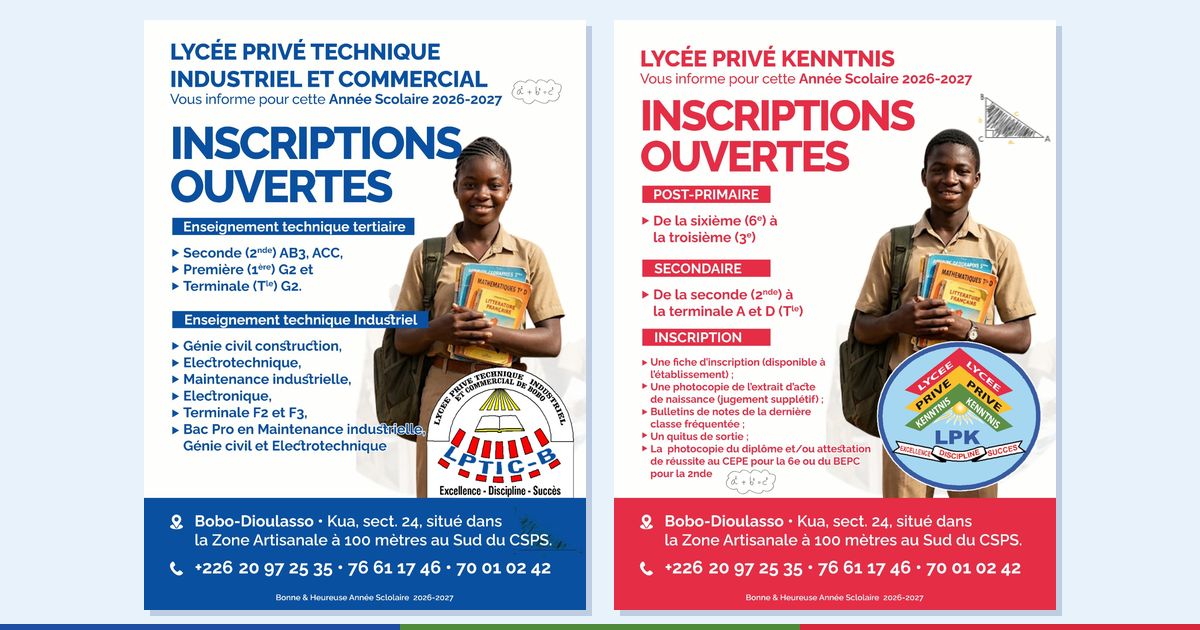 LYCÉE PRIVÉ TECHNIQUE
INDUSTRIEL ET COMMERCIAL
Vous informe pour cette Année Scolaire 2026-2027
a² + b² = c²
INSCRIPTIONS
OUVERTES
Enseignement technique tertiaire
Seconde (2nde) AB3, ACC,
Première (1ère) G2 et
Terminale (Tle) G2.
Enseignement technique Industriel
Génie civil construction,
Electrotechnique,
Maintenance industrielle,
Electronique,
Terminale F2 et F3,
Bac Pro en Maintenance industrielle,
Génie civil et Electrotechnique
MATHEMATIQUES Tle D
LITTERATURE
FRANÇAISE
LYCEE PRIVE TECHNIQUE INDUSTRIEL
ET COMMERCIAL DE BOBO
LPTIC-B
Excellence - Discipline - Succès
Bobo-Dioulasso • Kua, sect. 24, situé dans
la Zone Artisanale à 100 mètres au Sud du CSPS.
+226 20 97 25 35 • 76 61 17 46 • 70 01 02 42
Bonne & Heureuse Année Sclolaire 2026-2027
LYCÉE PRIVÉ KENNTNIS
Vous informe pour cette Année Scolaire 2026-2027
INSCRIPTIONS
OUVERTES
B
C
A
POST-PRIMAIRE
De la sixième (6e) à
la troisième (3e)
SECONDAIRE
De la seconde (2nde) à
la terminale A et D (Tle)
INSCRIPTION
Une fiche d'inscription (disponible à
l'établissement) ;
Une photocopie de l'extrait d'acte
de naissance (jugement supplétif) ;
Bulletins de notes de la dernière
classe fréquentée ;
Un quitus de sortie ;
La photocopie du diplôme et/ou attestation
de réussite au CEPE pour la 6e ou du BEPC
pour la 2nde
a² + b² = c²
MATHEMATIQUES Tle D
LITTERATURE
FRANÇAISE
LYCEE LYCEE
PRIVE PRIVE
KENNTNIS KENNTNIS
LPK
EXCELLENCE DISCIPLINE SUCCES
Bobo-Dioulasso • Kua, sect. 24, situé dans
la Zone Artisanale à 100 mètres au Sud du CSPS.
+226 20 97 25 35 • 76 61 17 46 • 70 01 02 42
Bonne & Heureuse Année Sclolaire 2026-2027